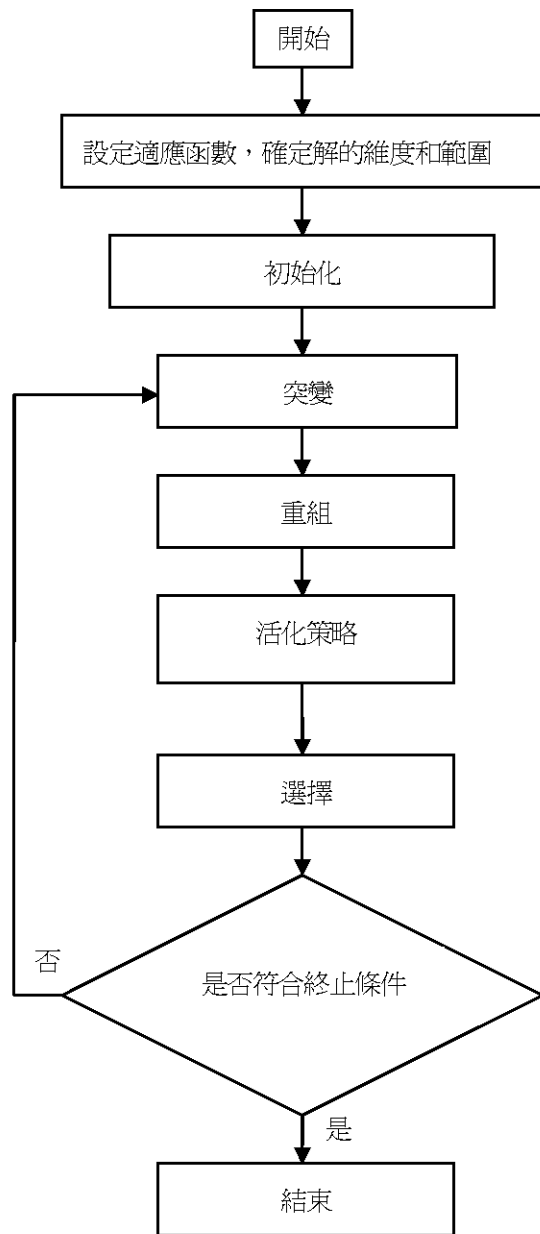 開始
設定適應函數，確定解的維度和範圍
初始化
突變
重組
活化策略
選擇
否
是否符合終止條件
是
結束